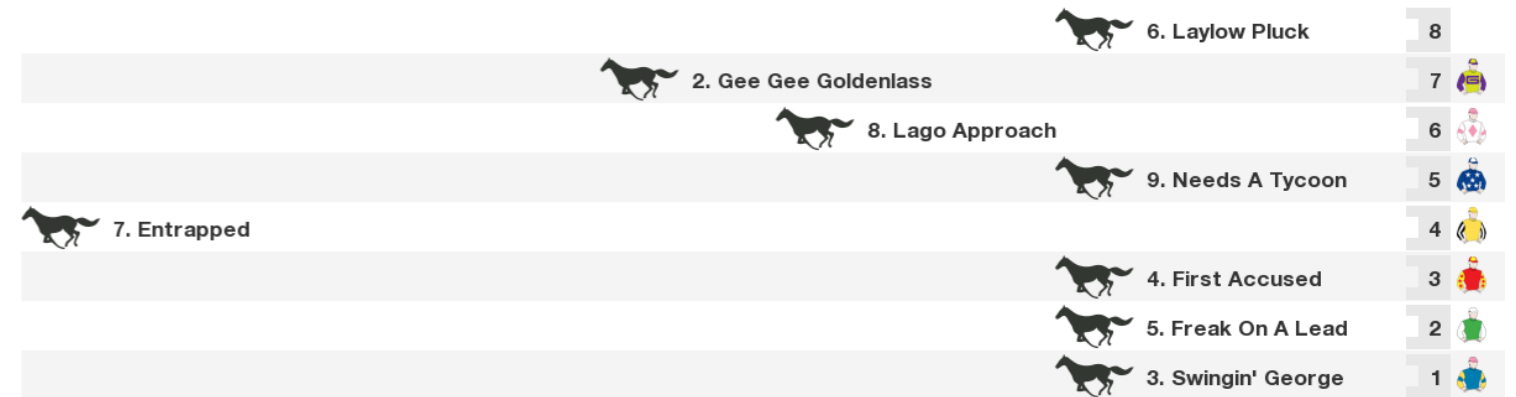 6. Laylow Pluck 8
2. Gee Gee Goldenlass 7
8. Lago Approach 6
9. Needs A Tycoon 5
7. Entrapped 4
4. First Accused 3
5. Freak On A Lead 2
3. Swingin' George 1